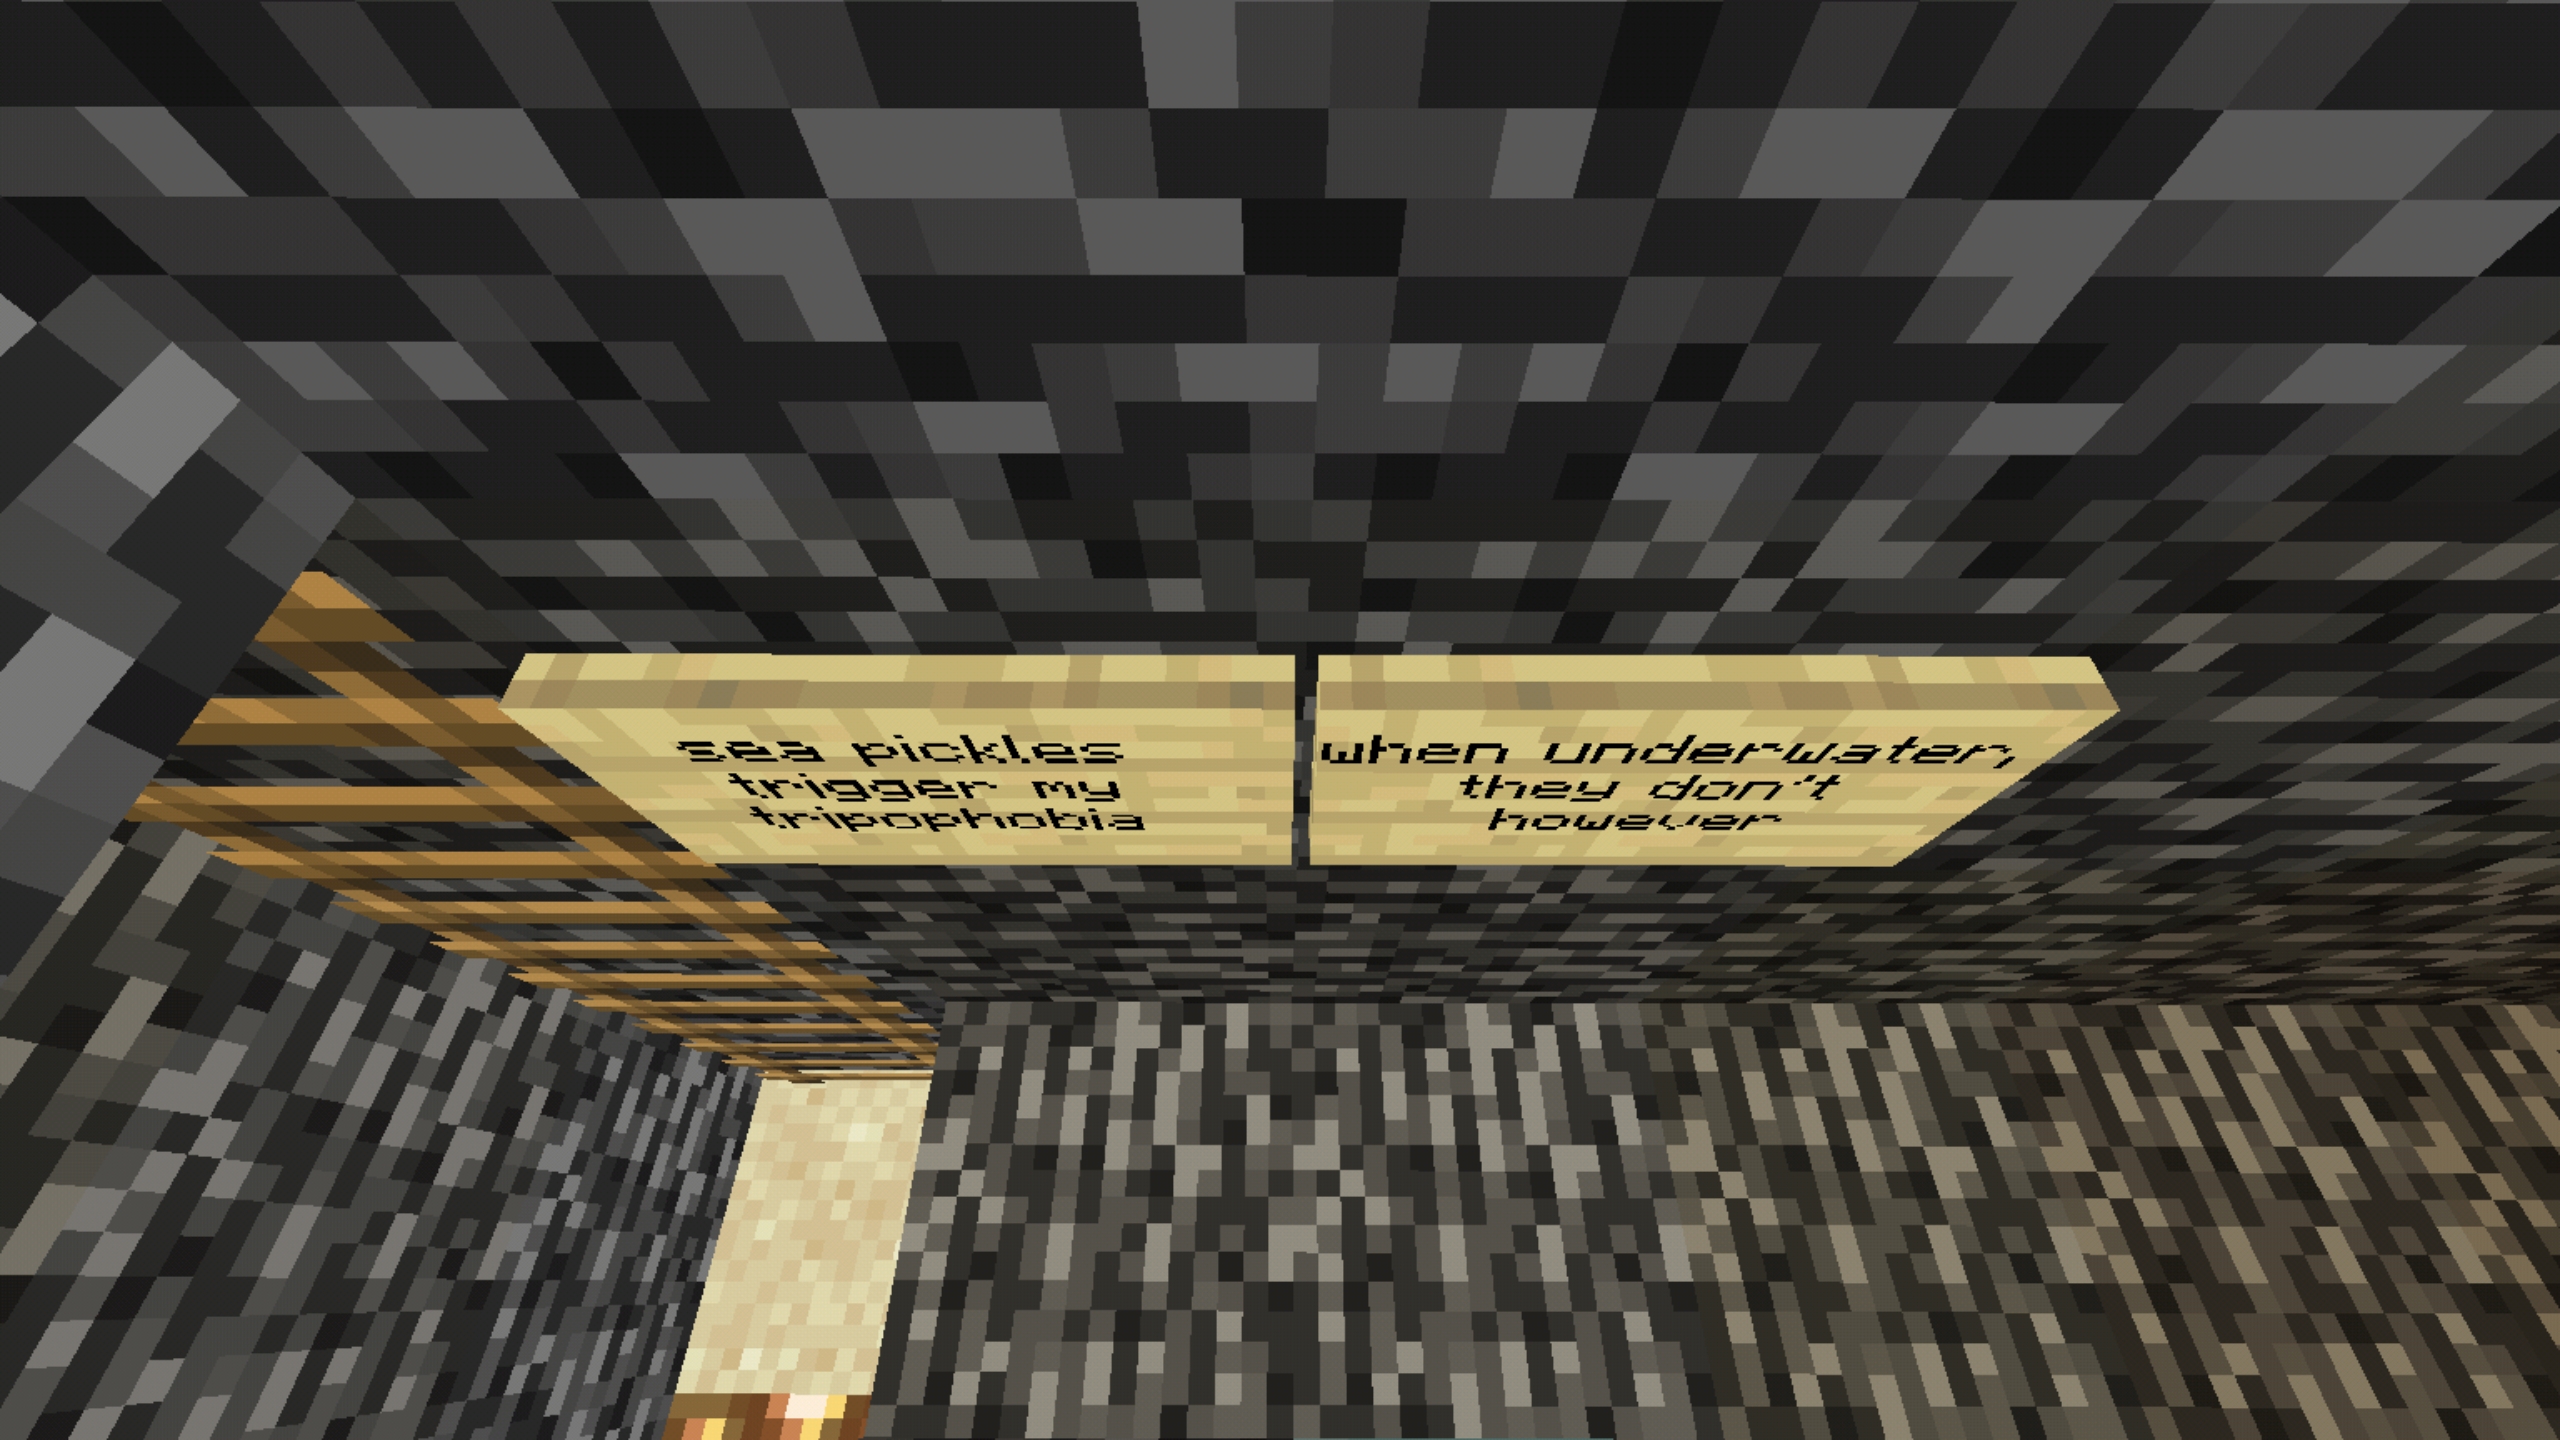 sea pickles
trigger my
tripophobia
when underwater,
they don't
however